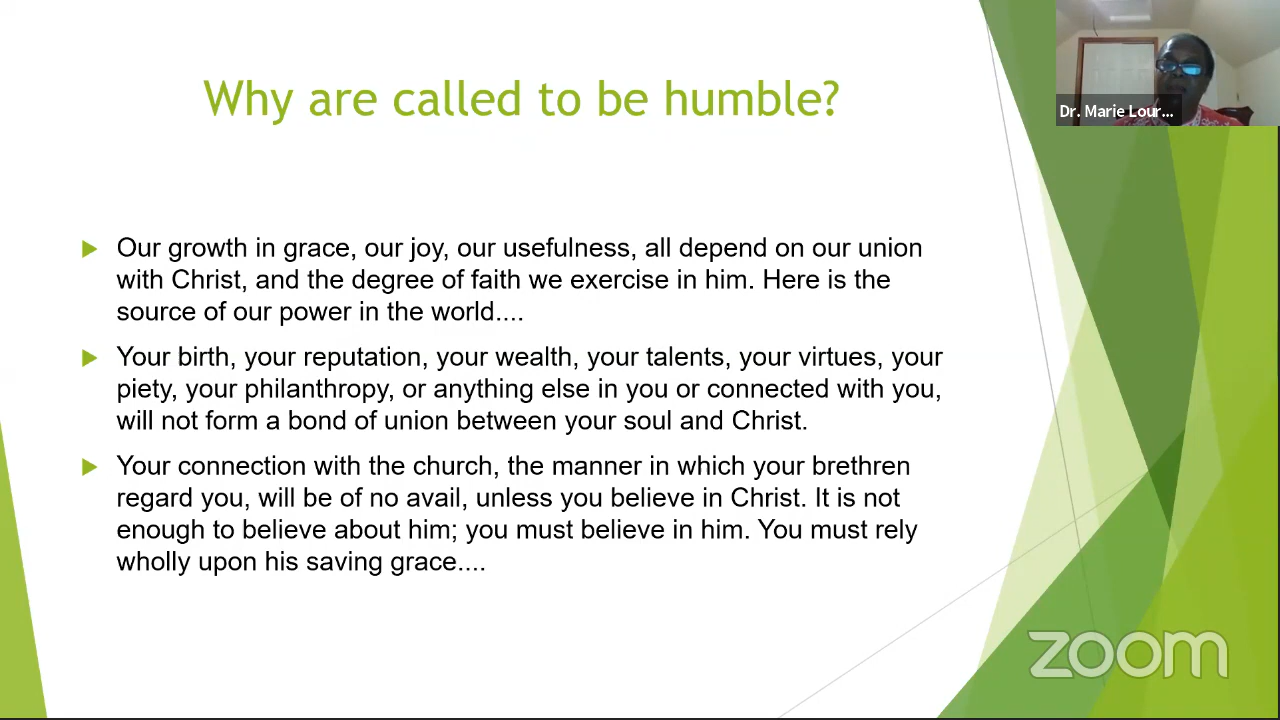 Why are called to be humble?
Dr. Marie Lour...
Our growth in grace, our joy, our usefulness, all depend on our union
with Christ, and the degree of faith we exercise in him. Here is the
source of our power in the world....
Your birth, your reputation, your wealth, your talents, your virtues, your
piety, your philanthropy, or anything else in you or connected with you,
will not form a bond of union between your soul and Christ.
Your connection with the church, the manner in which your brethren
regard you, will be of no avail, unless you believe in Christ. It is not
enough to believe about him; you must believe in him. You must rely
wholly upon his saving grace....
zoom